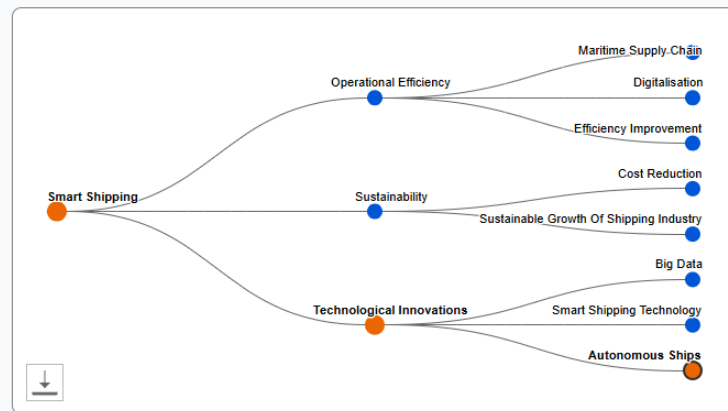 Maritime Supply Chain
Operational Efficiency
Digitalisation
Efficiency Improvement
Cost Reduction
Smart Shipping
Sustainability
Sustainable Growth Of Shipping Industry
Big Data
Technological Innovations
Smart Shipping Technology
Autonomous Ships